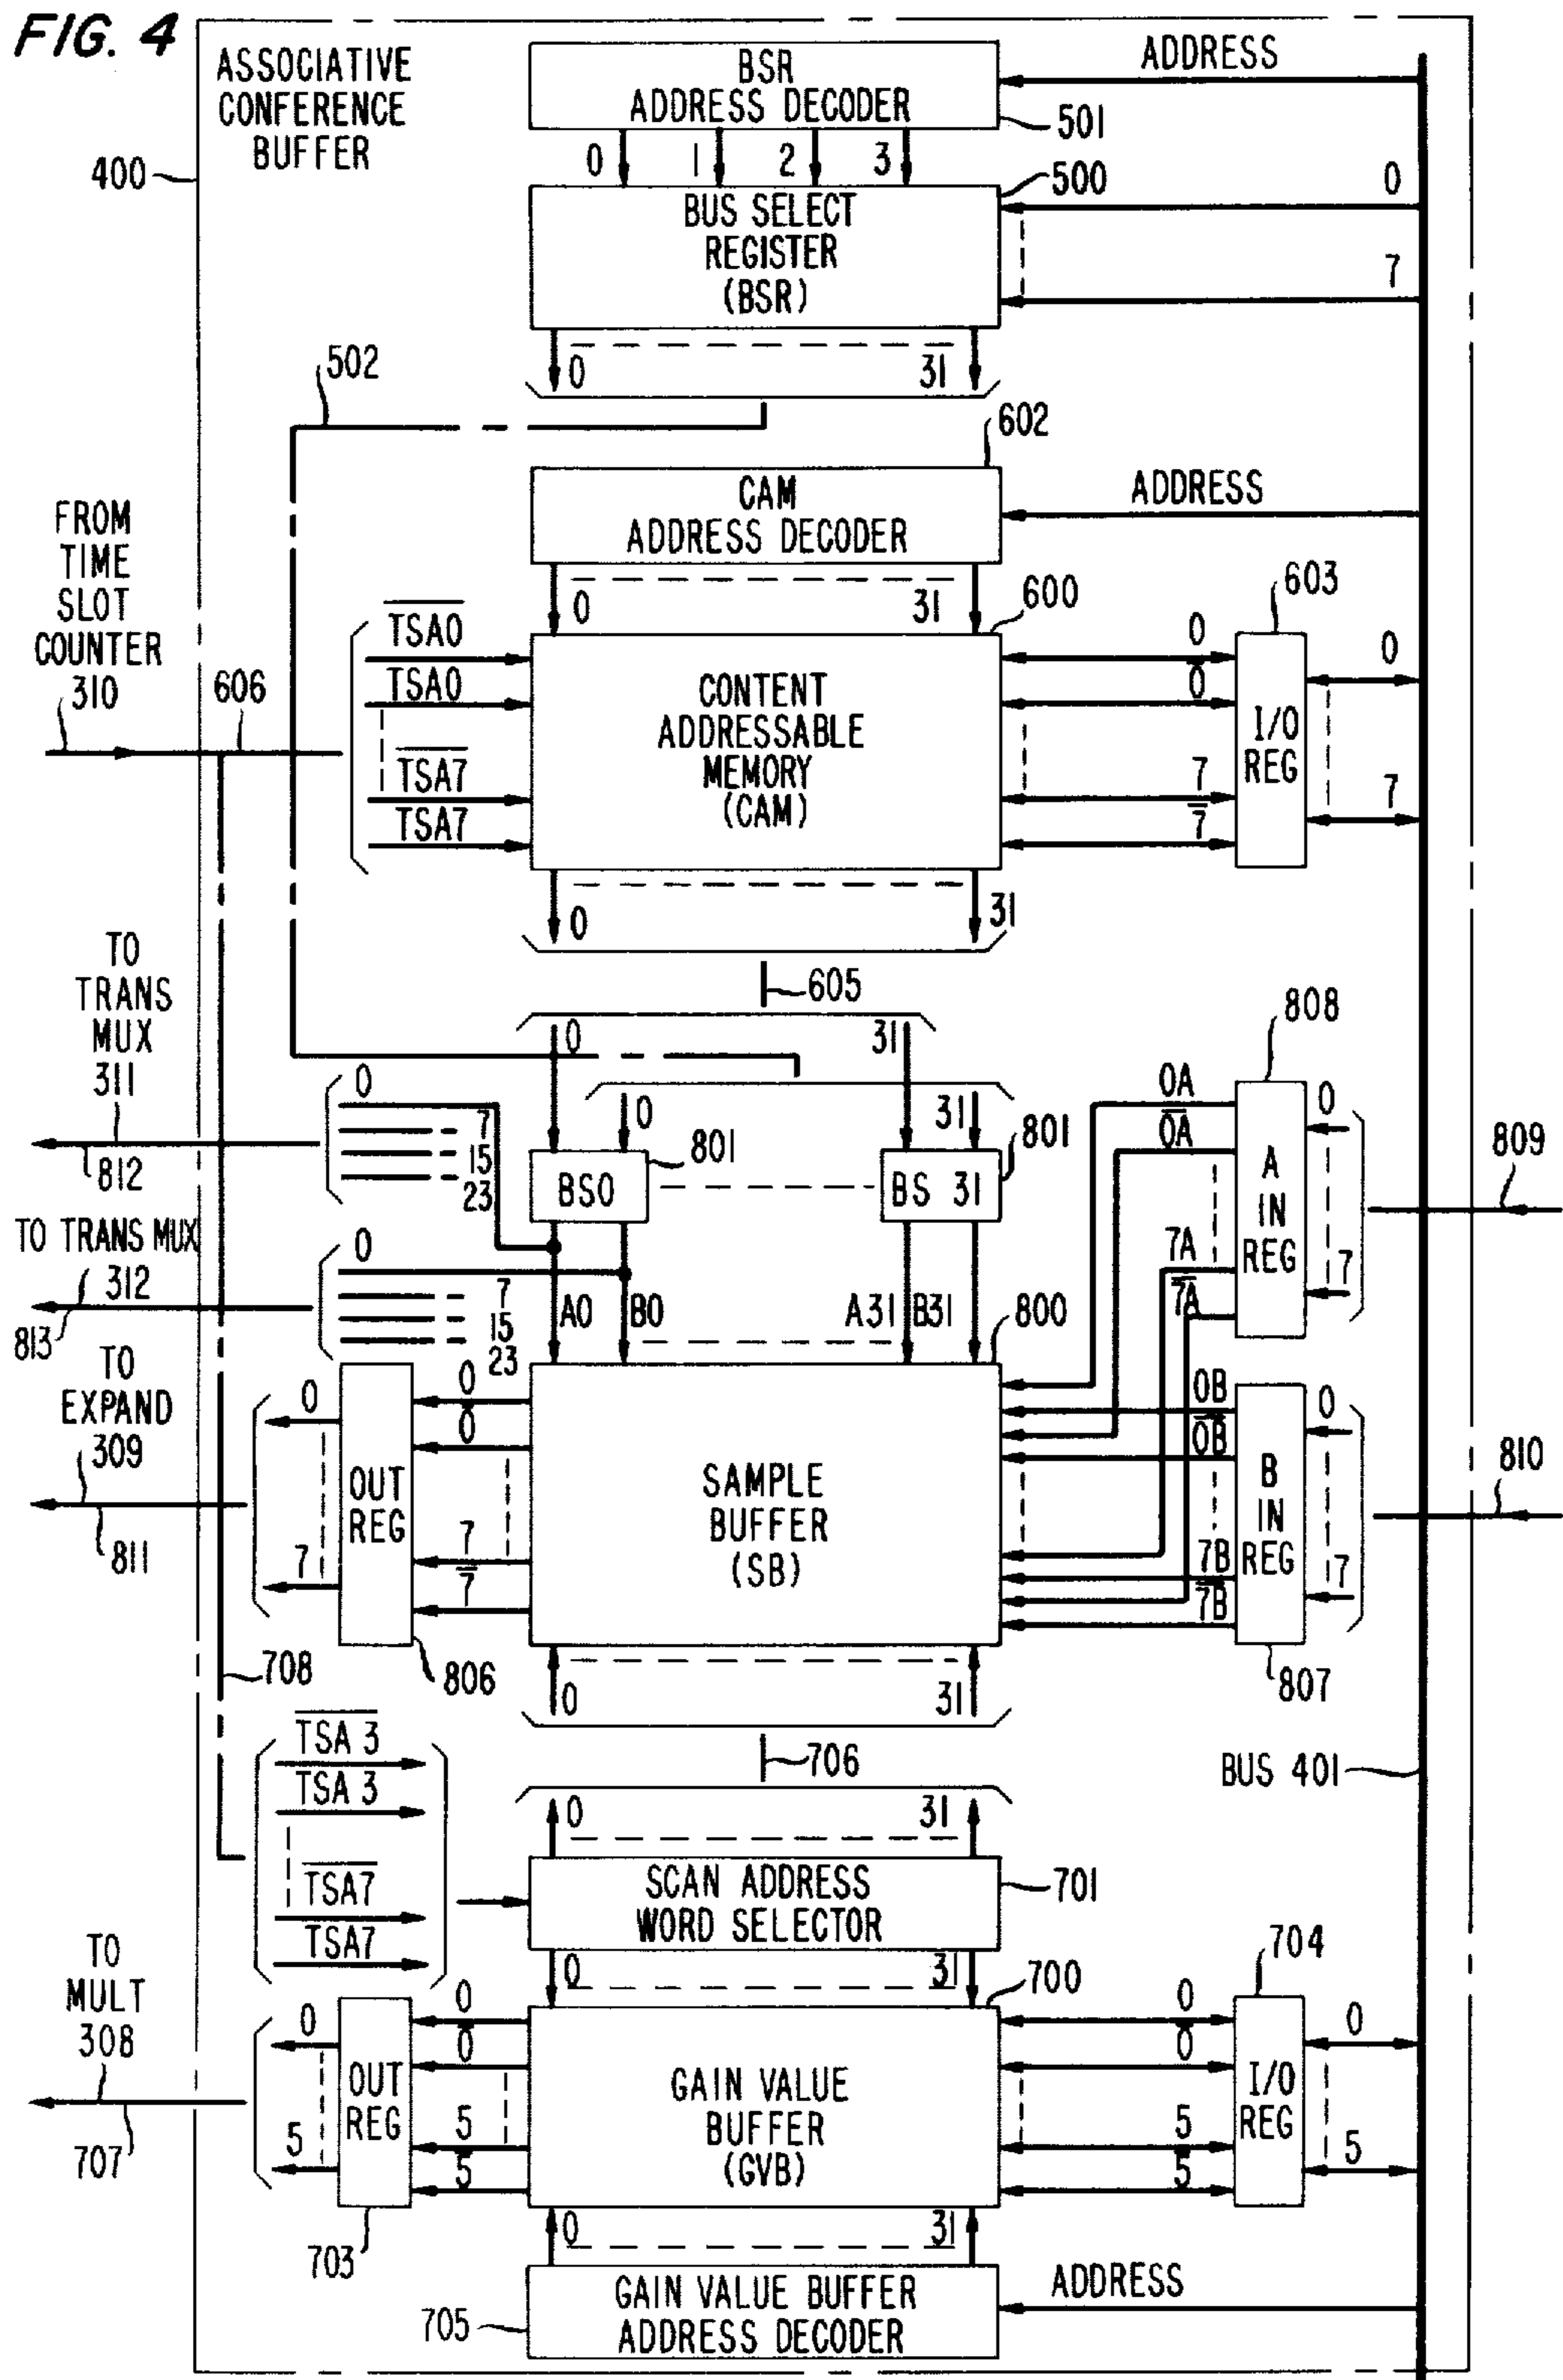 FIG. 4
ASSOCIATIVE
CONFERENCE
BUFFER
400
BSR
ADDRESS DECODER
501
ADDRESS
0 1 2 3
500
BUS SELECT
REGISTER
(BSR)
0
7
0 31
502
602
CAM
ADDRESS DECODER
ADDRESS
0 31
600
603
FROM
TIME
SLOT
COUNTER
310
606
T̅S̅A̅0̅
TSA0
T̅S̅A̅7̅
TSA7
CONTENT
ADDRESSABLE
MEMORY
(CAM)
0
0̅
7
7̅
I/O
REG
0
7
0 31
605
TO
TRANS
MUX
311
812
0
7
15
23
0 31
0 31
801
801
BS0
BS 31
TO TRANS MUX
312
813
0
7
15
23
A0 B0
A31 B31
800
808
0A
0̅A̅
7A
7̅A̅
A
IN
REG
0
7
809
TO
EXPAND
309
811
0
7
OUT
REG
806
0
0̅
7
7̅
SAMPLE
BUFFER
(SB)
0B
0̅B̅
7B
7̅B̅
B
IN
REG
807
0
7
810
0 31
706
708
BUS 401
T̅S̅A̅ 3̅
TSA 3
T̅S̅A̅7̅
TSA7
0 31
SCAN ADDRESS
WORD SELECTOR
701
0 31
700
704
TO
MULT
308
707
0
5
OUT
REG
703
0
0̅
5
5̅
GAIN VALUE
BUFFER
(GVB)
0
0̅
5
5̅
I/O
REG
0
5
0 31
705
GAIN VALUE BUFFER
ADDRESS DECODER
ADDRESS